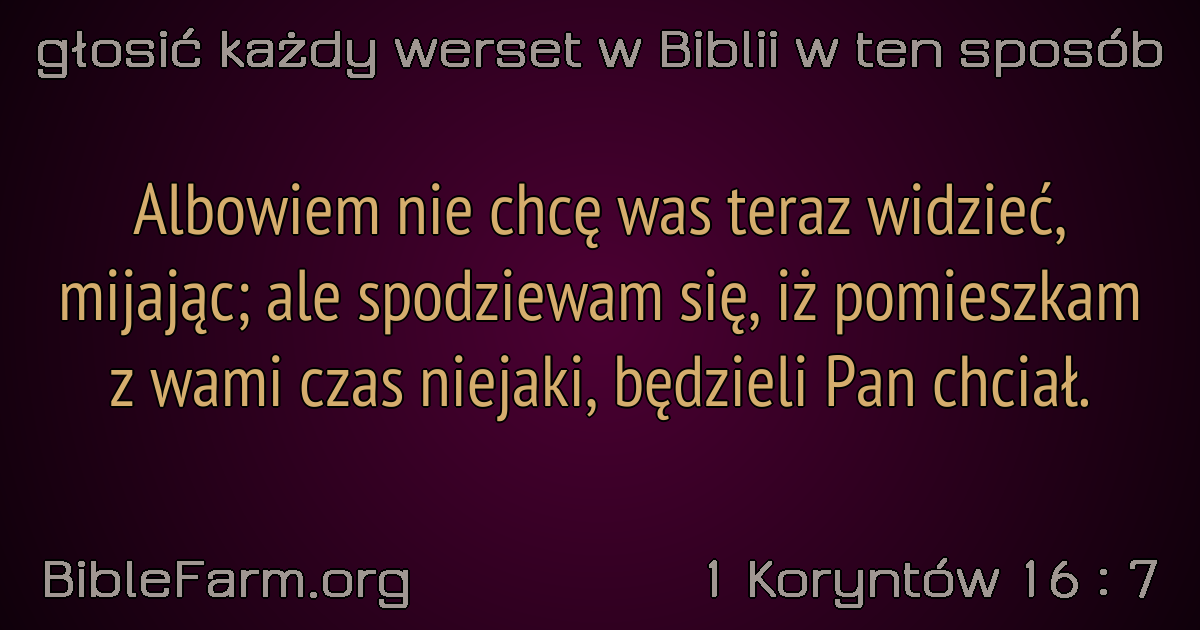 głosić każdy werset w Biblii w ten sposób
Albowiem nie chcę was teraz widzieć,
mijając; ale spodziewam się, iż pomieszkam
z wami czas niejaki, będzieli Pan chciał.
BibleFarm.org
1 Koryntów 16 : 7